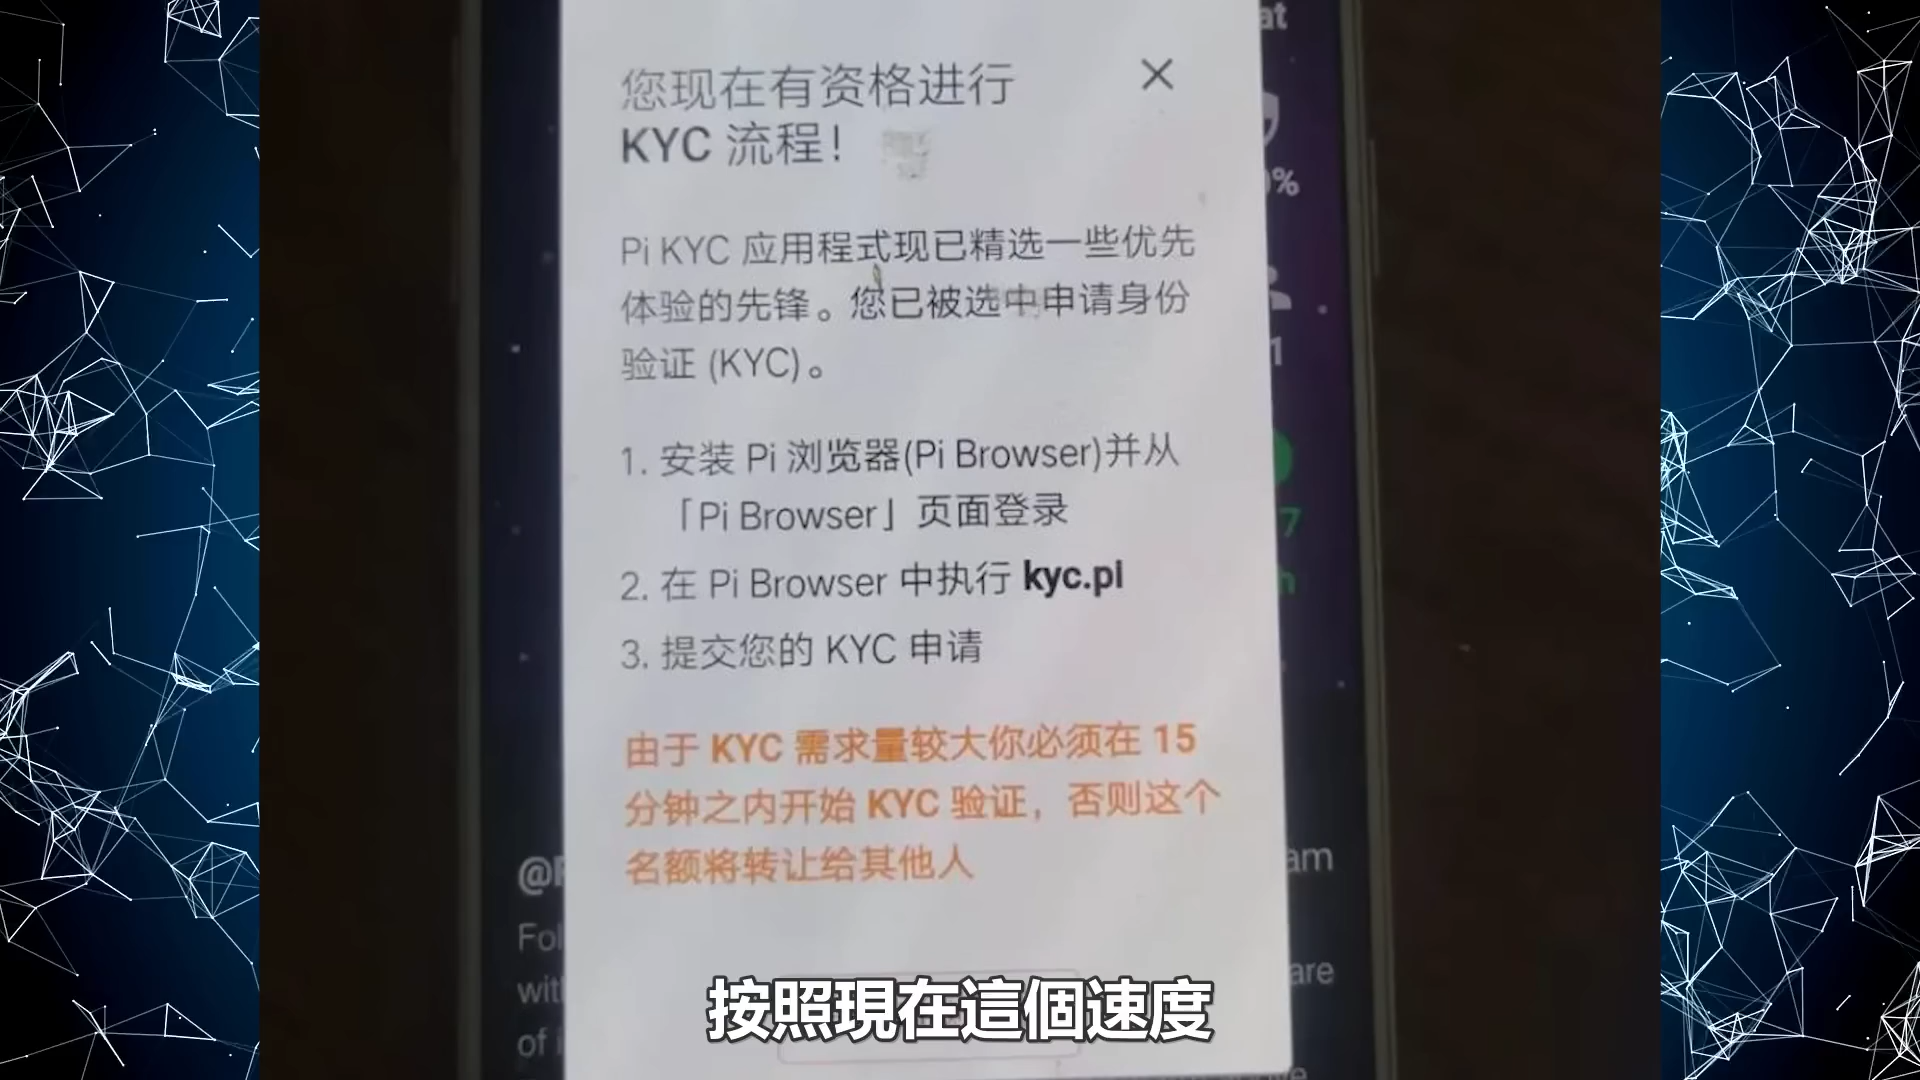 您现在有资格进行
KYC 流程！
Pi KYC 应用程式现已精选一些优先
体验的先锋。您已被选中申请身份
验证 (KYC)。
1. 安装 Pi 浏览器(Pi Browser)并从
「Pi Browser」页面登录
2. 在 Pi Browser 中执行 kyc.pi
3. 提交您的 KYC 申请
由于 KYC 需求量较大你必须在 15
分钟之内开始 KYC 验证，否则这个
名额将转让给其他人
按照現在這個速度